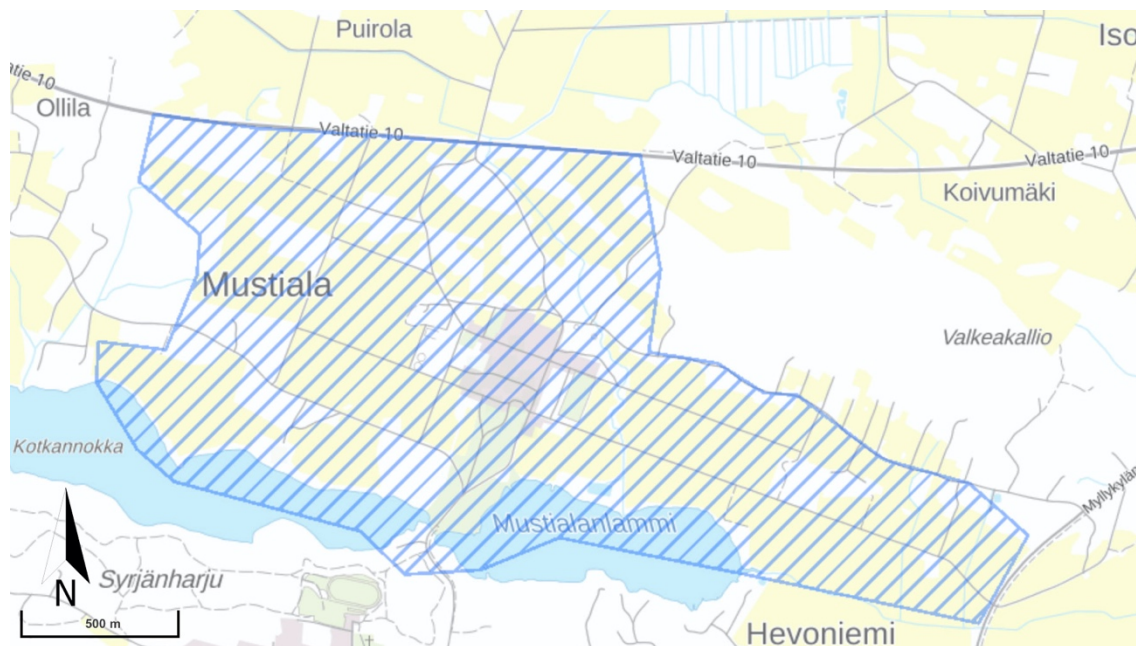 Puirola
Iso
ätie-10
Ollila
Valtatie 10
Valtatie 10
Valtatie 10
Koivumäki
Mustiala
Valkeakallio
Kotkannokka
Myllykylän
Mustialanlammi
Syrjänharju
N
500 m
Hevoniemi